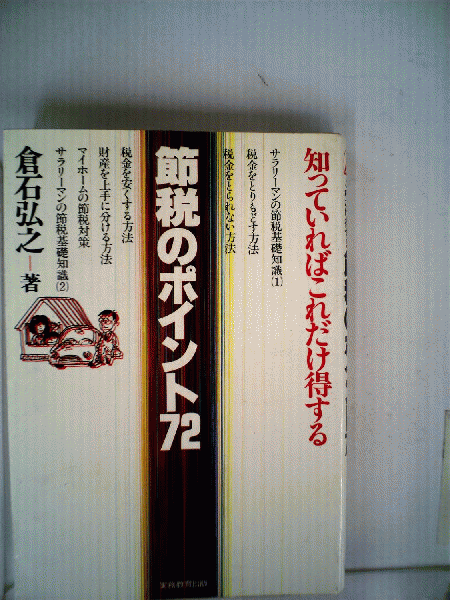 知っていればこれだけ得する
サラリーマンの節税基礎知識(1)
税金をとりもどす方法
税金をとられない方法
節税のポイント72
税金を安くする方法
財産を上手に分ける方法
マイホームの節税対策
サラリーマンの節税基礎知識(2)
倉石弘之─著